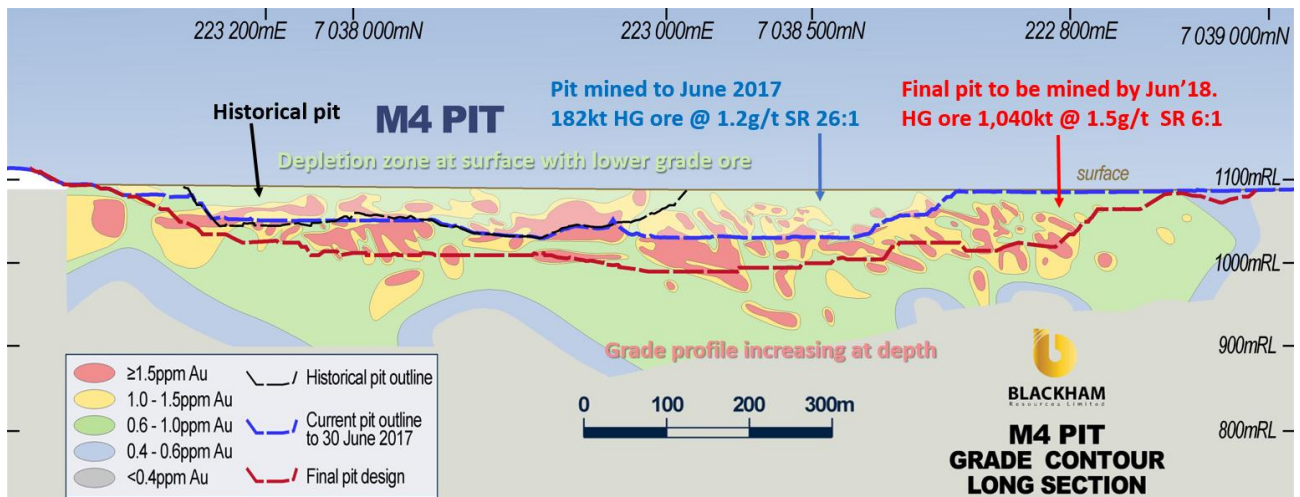 223 200mE
7 038 000mN
223 000mE
7 038 500mN
222 800mE
7 039 000mN
Historical pit
M4 PIT
Pit mined to June 2017
182kt HG ore @ 1.2g/t SR 26:1
Final pit to be mined by Jun'18.
HG ore 1,040kt @ 1.5g/t SR 6:1
Depletion zone at surface with lower grade ore
surface
1100mRL
1000mRL
900mRL
800mRL
Grade profile increasing at depth
≥1.5ppm Au
1.0 - 1.5ppm Au
0.6 - 1.0ppm Au
0.4 - 0.6ppm Au
<0.4ppm Au
Historical pit outline
Current pit outline
to 30 June 2017
Final pit design
0 100 200 300m
BLACKHAM
Resources Limited
M4 PIT
GRADE CONTOUR
LONG SECTION